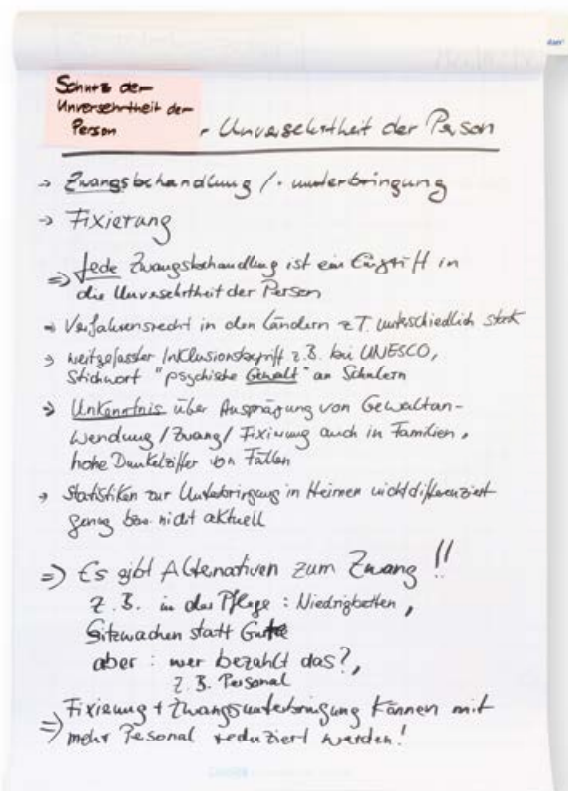 Schutz der
Unversehrtheit der
Person
- Unversehrtheit der Person
→ Zwangsbehandlung / - unterbringung
→ Fixierung
⇒ Jede Zwangsbehandlung ist ein Eingriff in
die Unversehrtheit der Person
→ Verfahrensrecht in den Ländern z.T. unterschiedlich stark
→ weitgefasster Inklusionsbegriff z.B. bei UNESCO,
Stichwort "psychische Gewalt" an Schülern
→ Unkenntnis über Ausprägung von Gewaltan-
wendung / Zwang / Fixierung auch in Familien,
hohe Dunkelziffer von Fällen
→ Statistiken zur Unterbringung in Heimen nicht differenziert
genug bzw. nicht aktuell
⇒ Es gibt Alternativen zum Zwang !!
z.B. in der Pflege : Niedrigbetten,
Sitzwachen statt Gurte
aber : wer bezahlt das?,
z.B. Personal
⇒ Fixierung + Zwangsunterbringung können mit
mehr Personal reduziert werden!